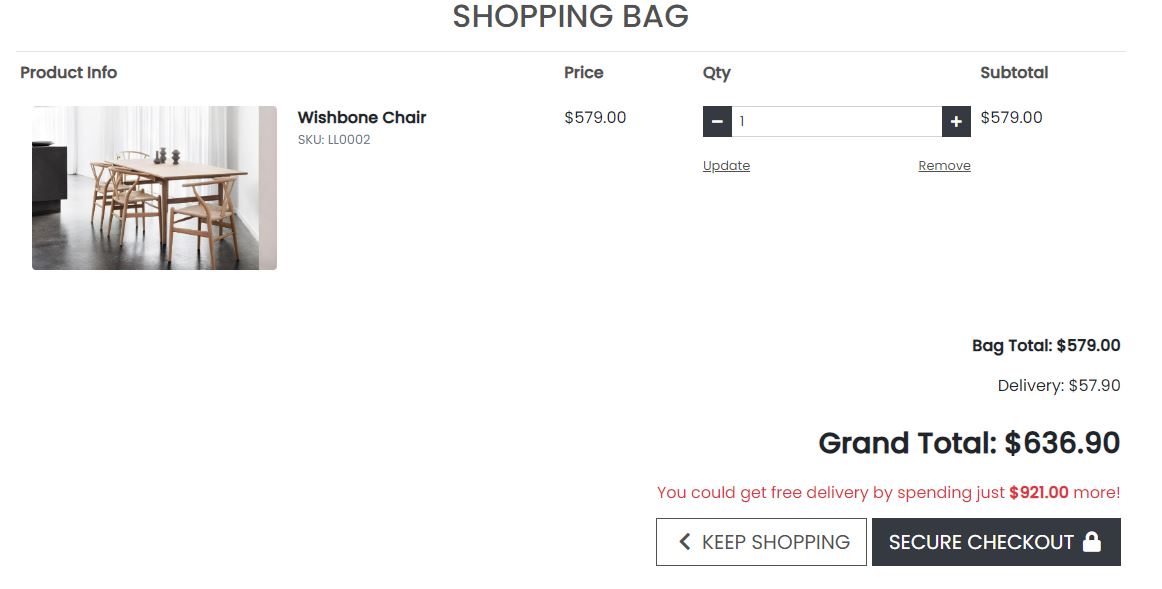 SHOPPING BAG
Product Info Price Qty Subtotal
Wishbone Chair $579.00 1 $579.00
SKU: LL0002
Update Remove
Bag Total: $579.00
Delivery: $57.90
Grand Total: $636.90
You could get free delivery by spending just $921.00 more!
KEEP SHOPPING SECURE CHECKOUT